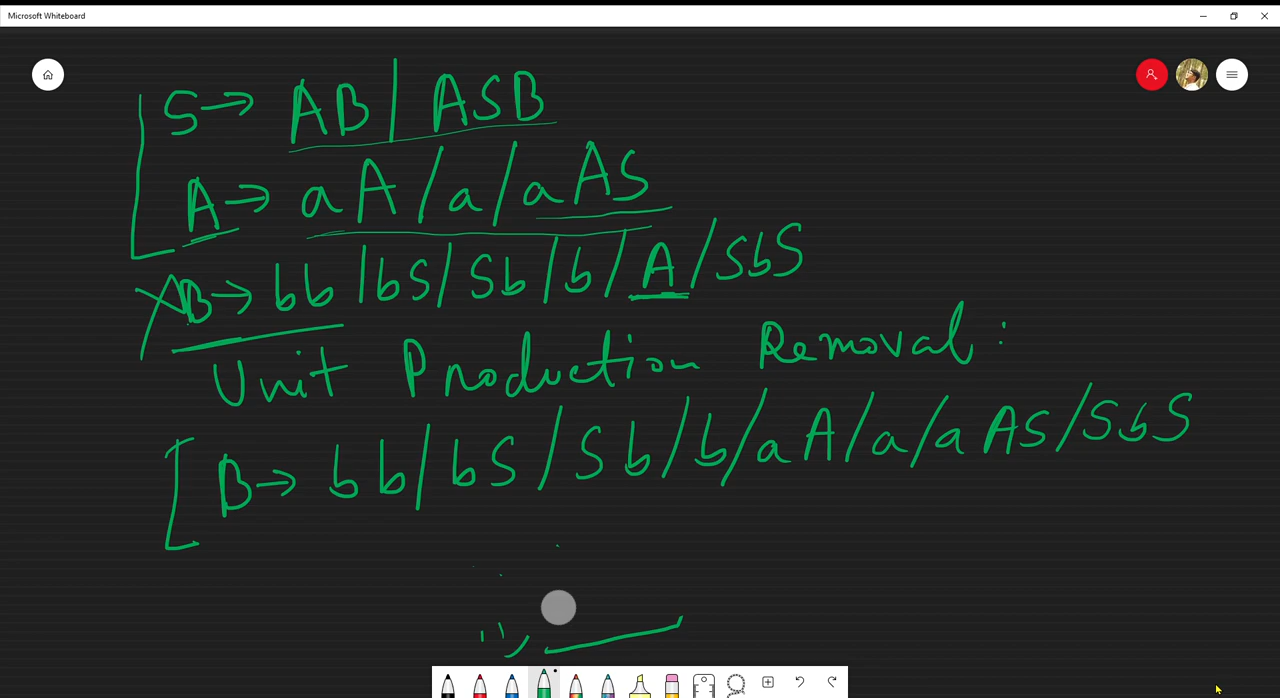 Microsoft Whiteboard
S → AB | ASB
A → aA / a / aAS
B → bb | bS / Sb | b / A / SbS
Unit Production Removal:
B → bb / bS / Sb / b / aA / a / aAS / SbS